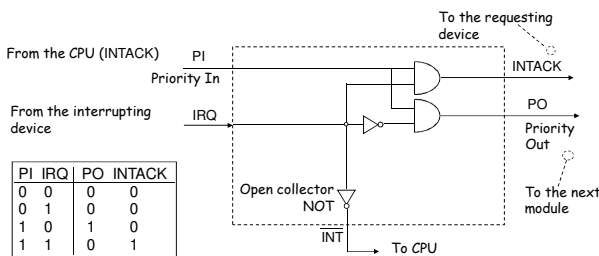 To the requesting
device
From the CPU (INTACK)
PI
Priority In
INTACK
From the interrupting
device
IRQ
PO
Priority
Out
To the next
module
PI IRQ PO INTACK
0 0 0 0
0 1 0 0
1 0 1 0
1 1 0 1
Open collector
NOT
INT
To CPU